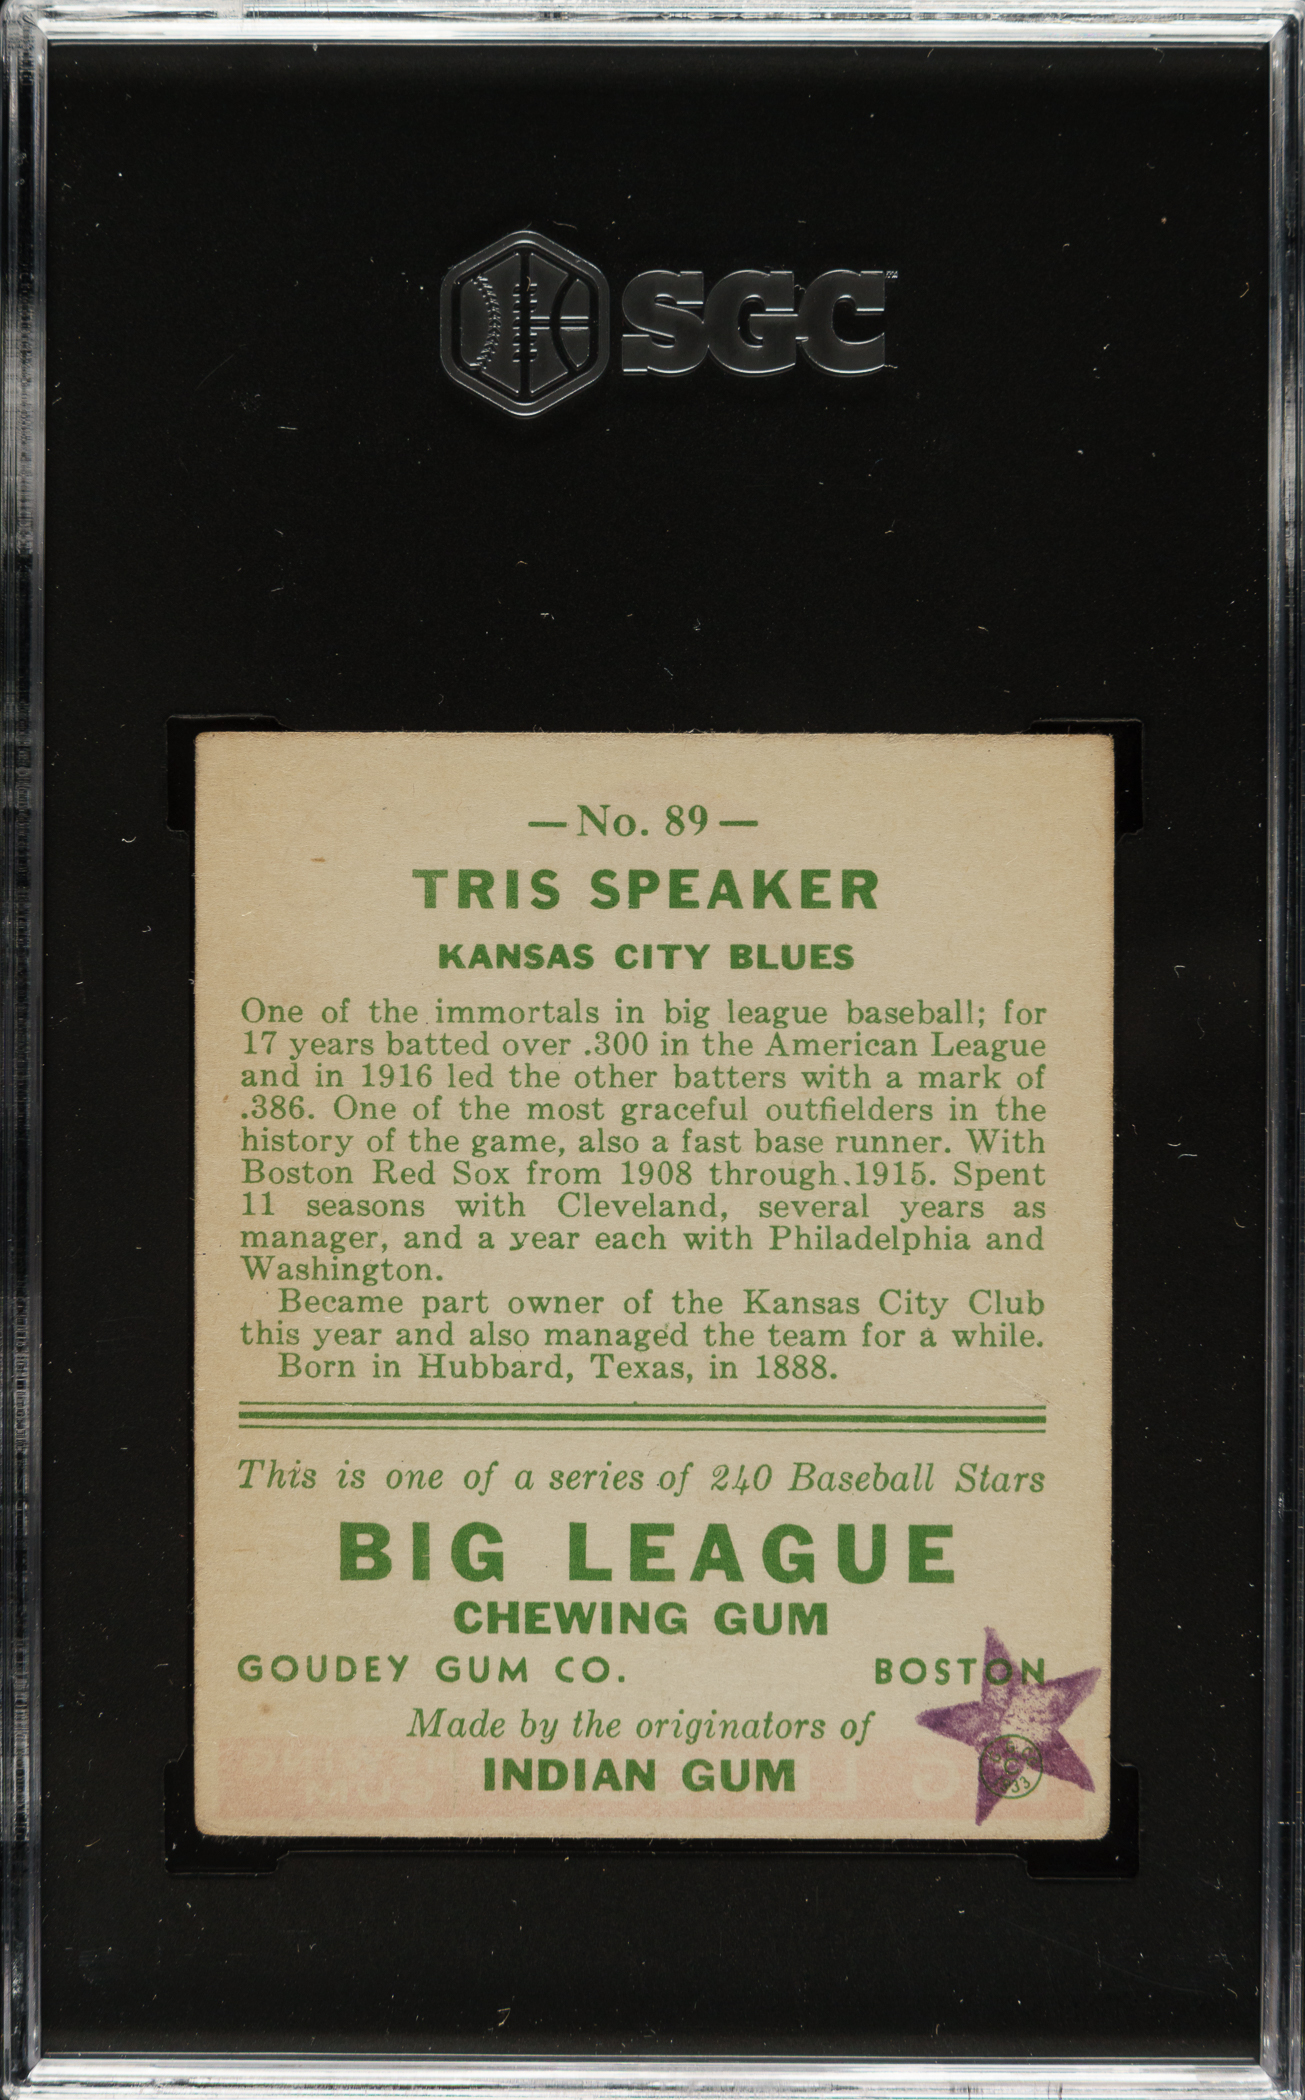 SGC
—No. 89—
TRIS SPEAKER
KANSAS CITY BLUES
One of the immortals in big league baseball; for
17 years batted over .300 in the American League
and in 1916 led the other batters with a mark of
.386. One of the most graceful outfielders in the
history of the game, also a fast base runner. With
Boston Red Sox from 1908 through 1915. Spent
11 seasons with Cleveland, several years as
manager, and a year each with Philadelphia and
Washington.
Became part owner of the Kansas City Club
this year and also managed the team for a while.
Born in Hubbard, Texas, in 1888.
This is one of a series of 240 Baseball Stars
BIG LEAGUE
CHEWING GUM
GOUDEY GUM CO. BOSTON
Made by the originators of
INDIAN GUM